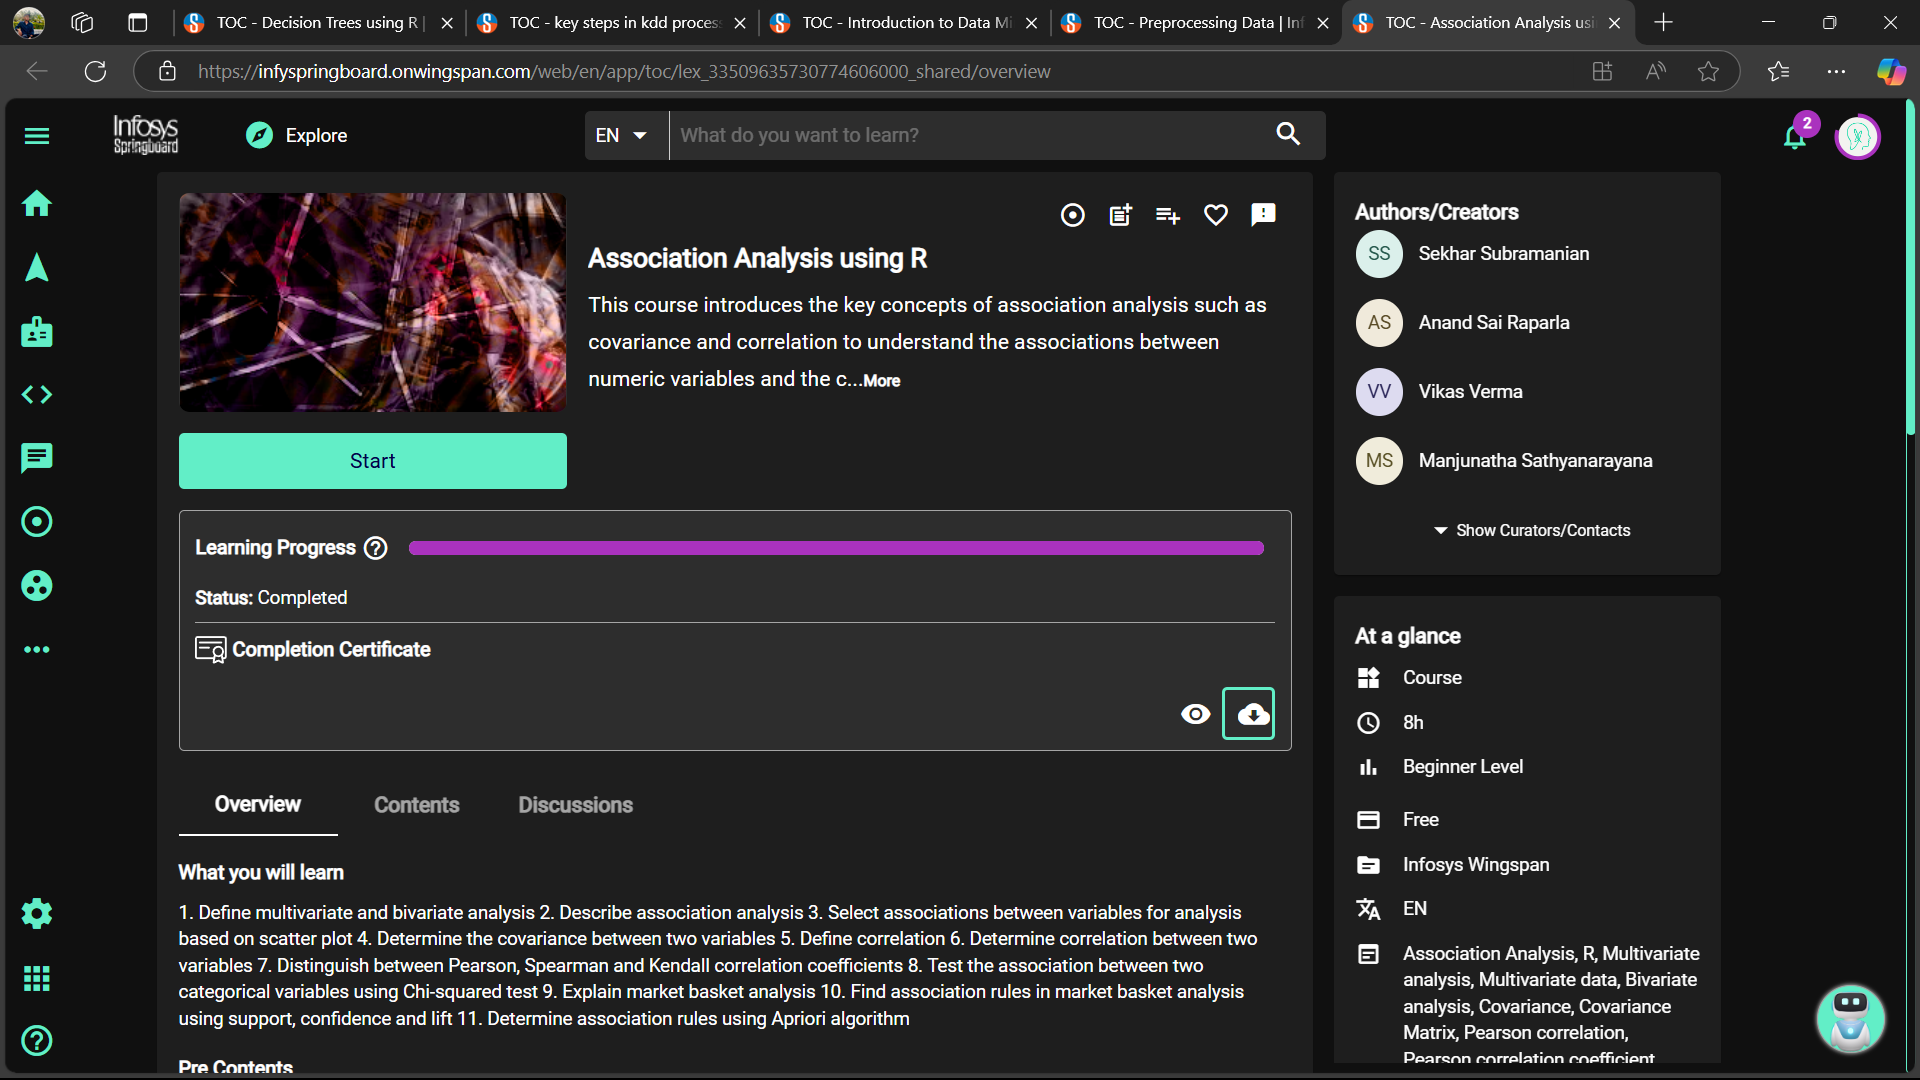 TOC - Decision Trees using R |
TOC - key steps in kdd proces
TOC - Introduction to Data Mi
TOC - Preprocessing Data | Inf
TOC - Association Analysis usi
https://infyspringboard.onwingspan.com/web/en/app/toc/lex_33509635730774606000_shared/overview
Infosys
Springboard
Explore
EN
What do you want to learn?
2
Association Analysis using R
This course introduces the key concepts of association analysis such as
covariance and correlation to understand the associations between
numeric variables and the c...More
Start
Learning Progress
Status: Completed
Completion Certificate
Overview
Contents
Discussions
What you will learn
1. Define multivariate and bivariate analysis 2. Describe association analysis 3. Select associations between variables for analysis
based on scatter plot 4. Determine the covariance between two variables 5. Define correlation 6. Determine correlation between two
variables 7. Distinguish between Pearson, Spearman and Kendall correlation coefficients 8. Test the association between two
categorical variables using Chi-squared test 9. Explain market basket analysis 10. Find association rules in market basket analysis
using support, confidence and lift 11. Determine association rules using Apriori algorithm
Pre Contents
Authors/Creators
SS Sekhar Subramanian
AS Anand Sai Raparla
VV Vikas Verma
MS Manjunatha Sathyanarayana
Show Curators/Contacts
At a glance
Course
8h
Beginner Level
Free
Infosys Wingspan
EN
Association Analysis, R, Multivariate
analysis, Multivariate data, Bivariate
analysis, Covariance, Covariance
Matrix, Pearson correlation,
Pearson correlation coefficient